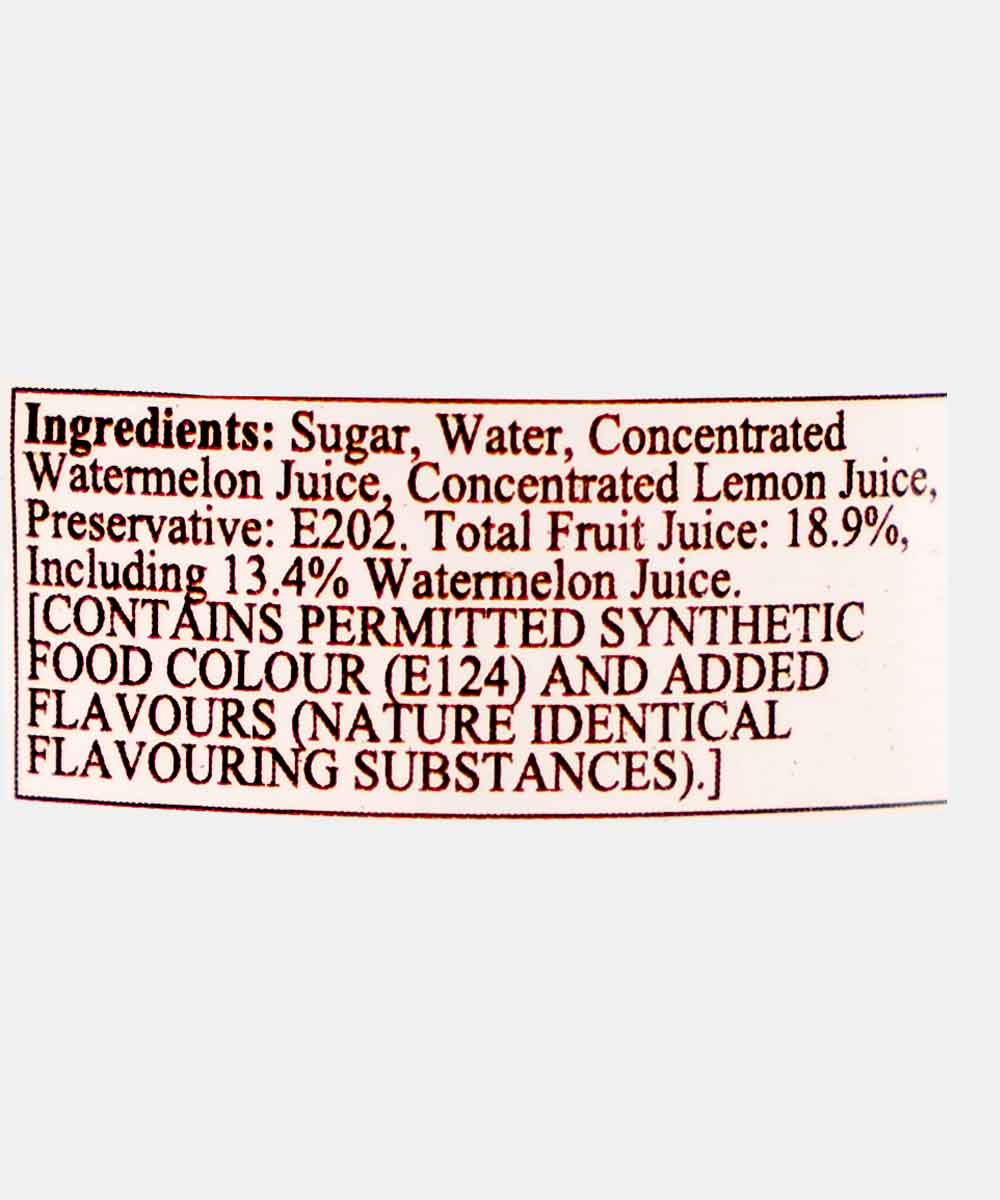 Ingredients: Sugar, Water, Concentrated
Watermelon Juice, Concentrated Lemon Juice,
Preservative: E202. Total Fruit Juice: 18.9%,
Including 13.4% Watermelon Juice.
[CONTAINS PERMITTED SYNTHETIC
FOOD COLOUR (E124) AND ADDED
FLAVOURS (NATURE IDENTICAL
FLAVOURING SUBSTANCES).]